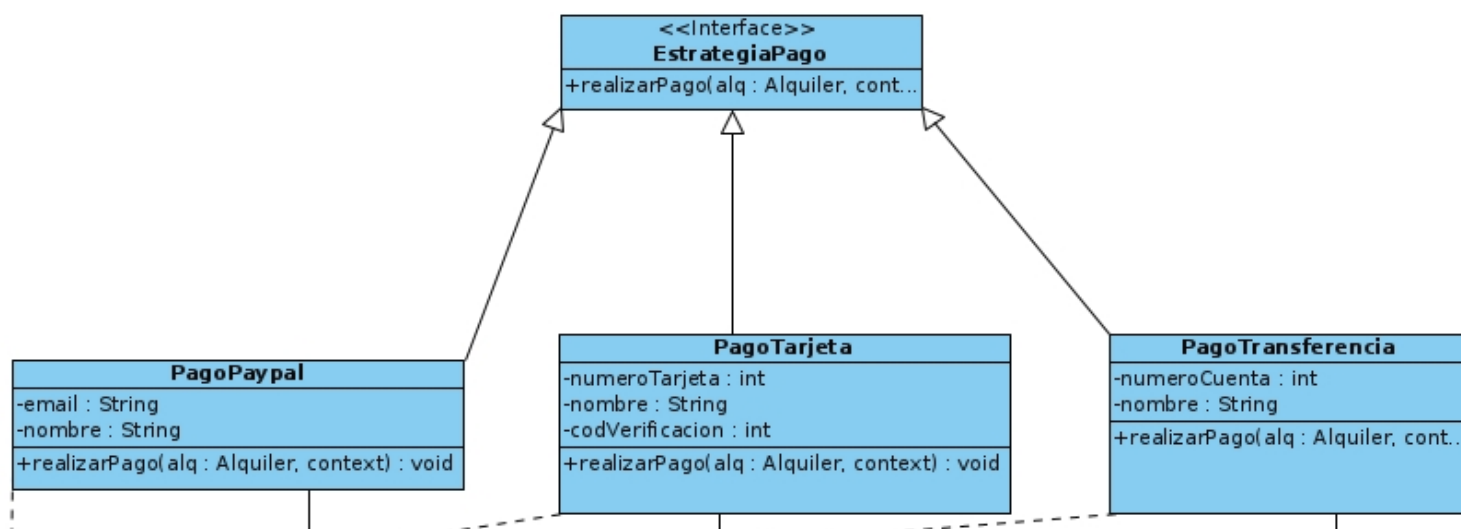 <<Interface>>
EstrategiaPago
+realizarPago(alq : Alquiler, cont...
PagoPaypal
-email : String
-nombre : String
+realizarPago(alq : Alquiler, context) : void
PagoTarjeta
-numeroTarjeta : int
-nombre : String
-codVerificacion : int
+realizarPago(alq : Alquiler, context) : void
PagoTransferencia
-numeroCuenta : int
-nombre : String
+realizarPago(alq : Alquiler, cont...